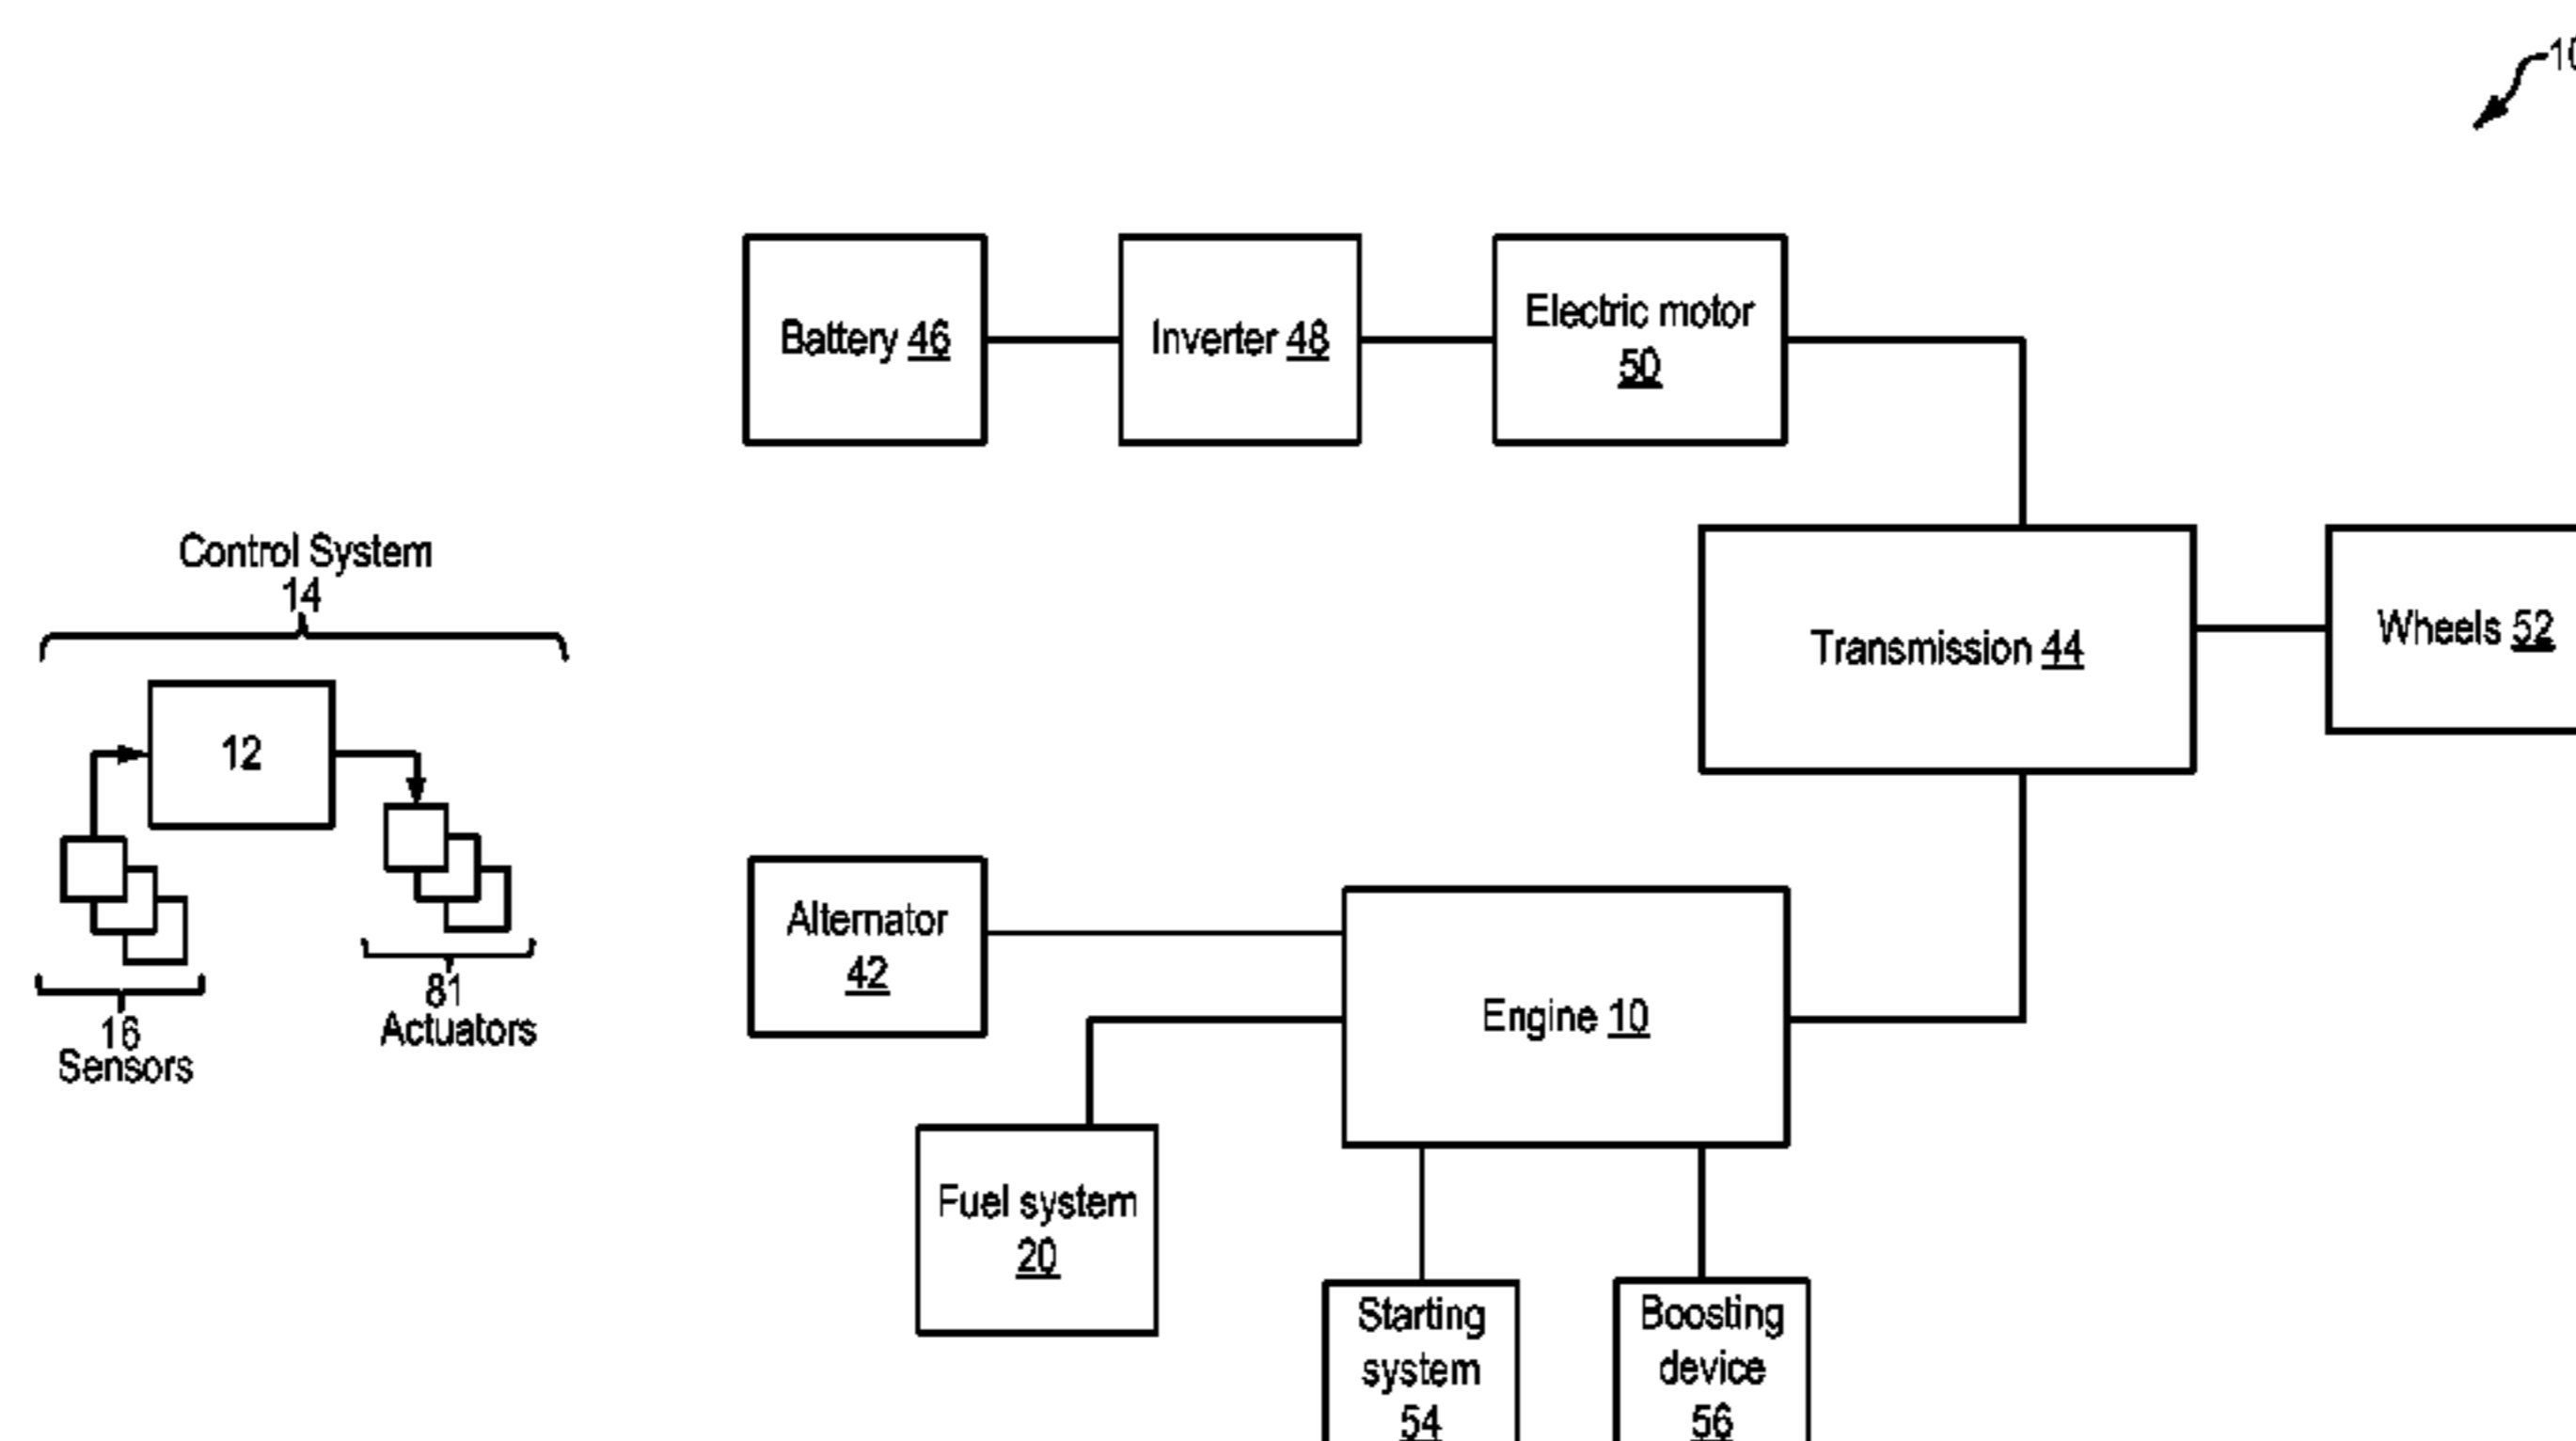 10
Battery 46
Inverter 48
Electric motor
50
Control System
14
Transmission 44
Wheels 52
12
Alternator
42
81
Actuators
16
Sensors
Engine 10
Fuel system
20
Starting
system
54
Boosting
device
56